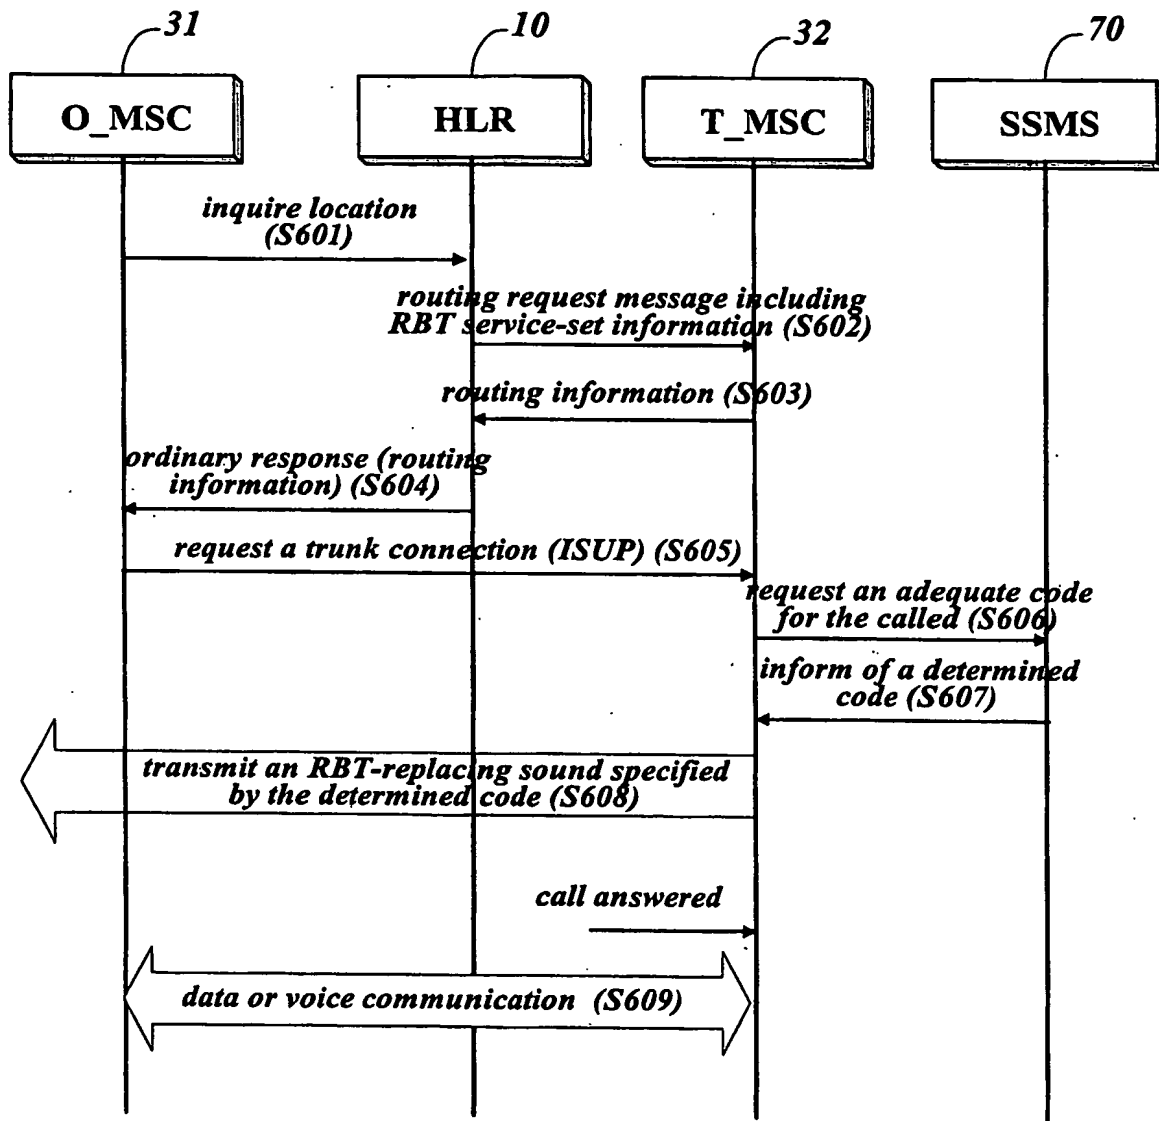 31
10
32
70
O_MSC
HLR
T_MSC
SSMS
inquire location
(S601)
routing request message including
RBT service-set information (S602)
routing information (S603)
ordinary response (routing
information) (S604)
request a trunk connection (ISUP) (S605)
request an adequate code
for the called (S606)
inform of a determined
code (S607)
transmit an RBT-replacing sound specified
by the determined code (S608)
call answered
data or voice communication (S609)